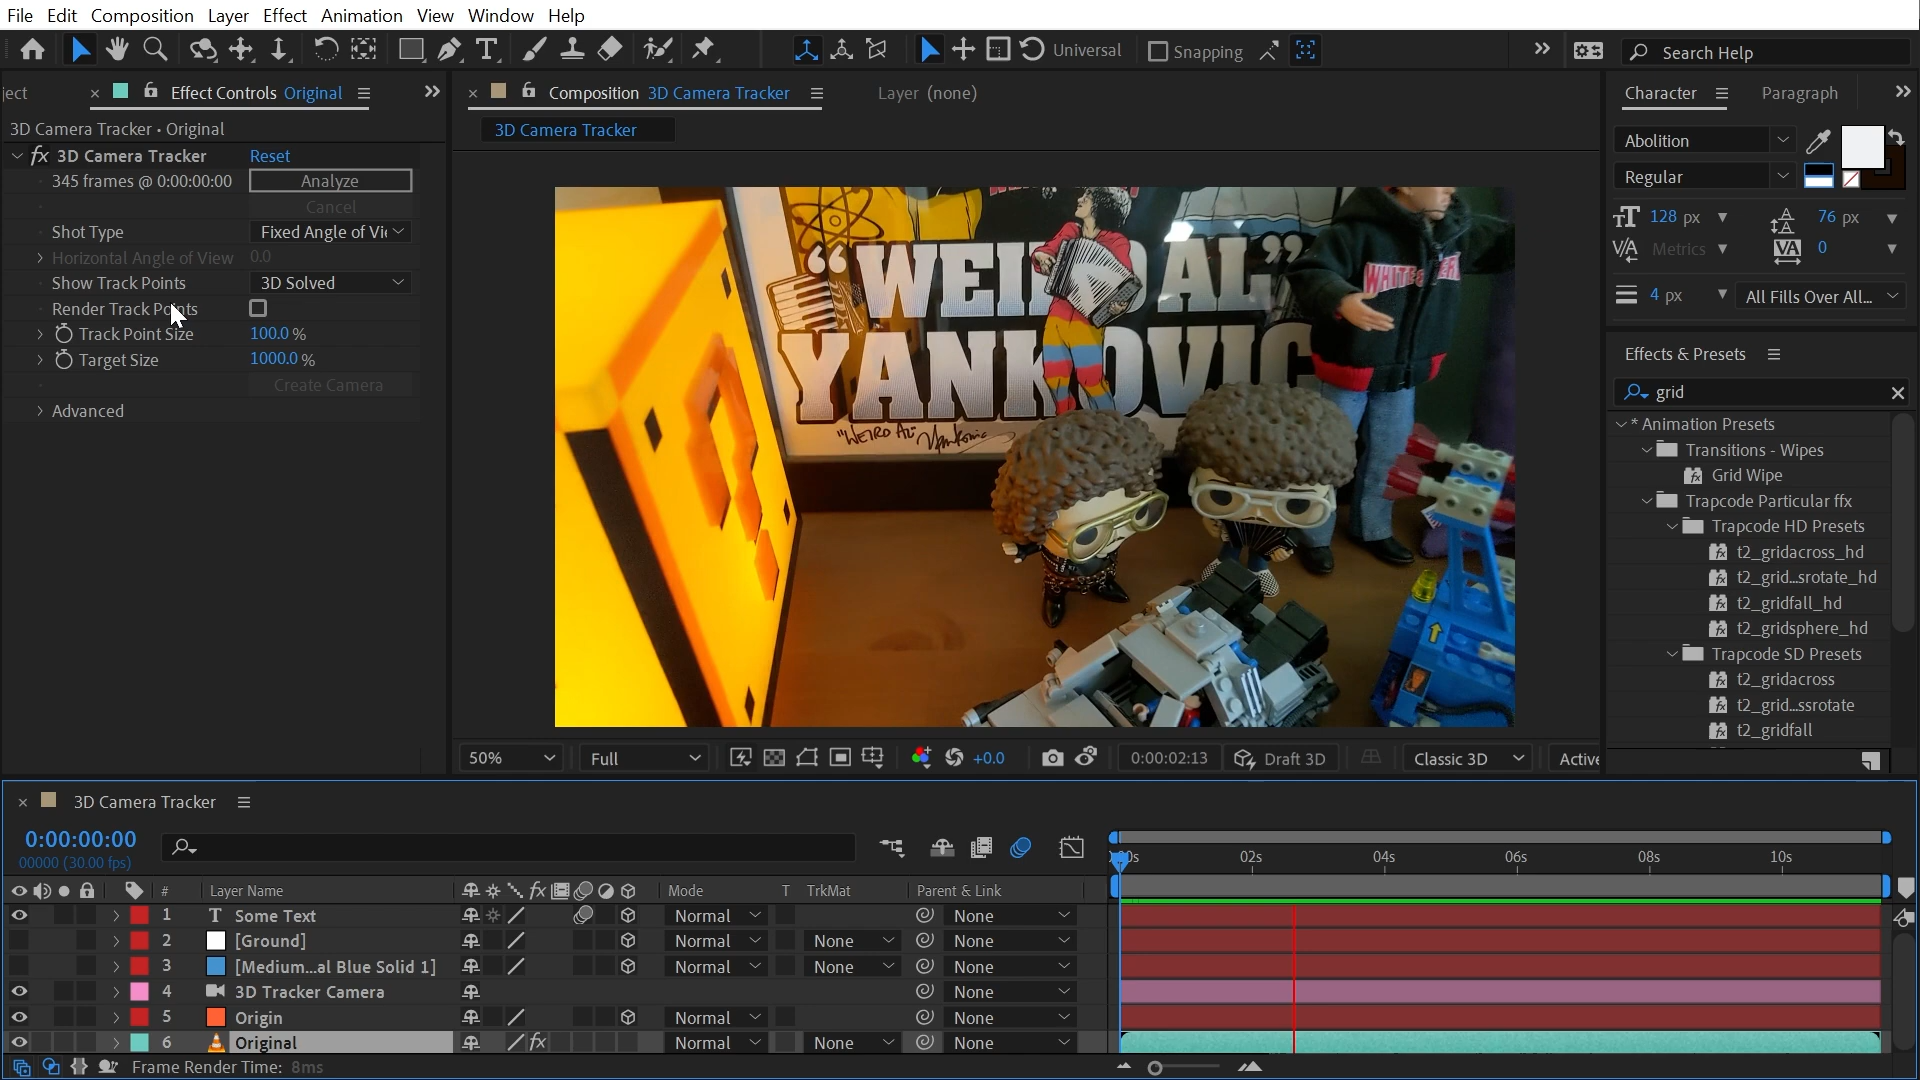 File Edit Composition Layer Effect Animation View Window Help
Universal Snapping Search Help
ject Effect Controls Original
Composition 3D Camera Tracker Layer (none)
Character Paragraph
3D Camera Tracker • Original
3D Camera Tracker
fx 3D Camera Tracker Reset
345 frames @ 0:00:00:00 Analyze
Cancel
Shot Type Fixed Angle of Vi
Horizontal Angle of View 0.0
Show Track Points 3D Solved
Render Track Points
Track Point Size 100.0 %
Target Size 1000.0 %
Create Camera
Advanced
"WEIRD AL"
YANKOVIC
"WEIRD AL"
Abolition
Regular
128 px 76 px
Metrics 0
4 px All Fills Over All...
Effects & Presets
grid
* Animation Presets
Transitions - Wipes
Grid Wipe
Trapcode Particular ffx
Trapcode HD Presets
t2_gridacross_hd
t2_grid...srotate_hd
t2_gridfall_hd
t2_gridsphere_hd
Trapcode SD Presets
t2_gridacross
t2_grid...ssrotate
t2_gridfall
50% Full +0.0 0:00:02:13 Draft 3D Classic 3D Active
3D Camera Tracker
0:00:00:00
00000 (30.00 fps)
02s 04s 06s 08s 10s
# Layer Name fx Mode T TrkMat Parent & Link
1 T Some Text Normal None
2 [Ground] Normal None None
3 [Medium...al Blue Solid 1] Normal None None
4 3D Tracker Camera None
5 Origin Normal None
6 Original fx Normal None None
Frame Render Time: 8ms